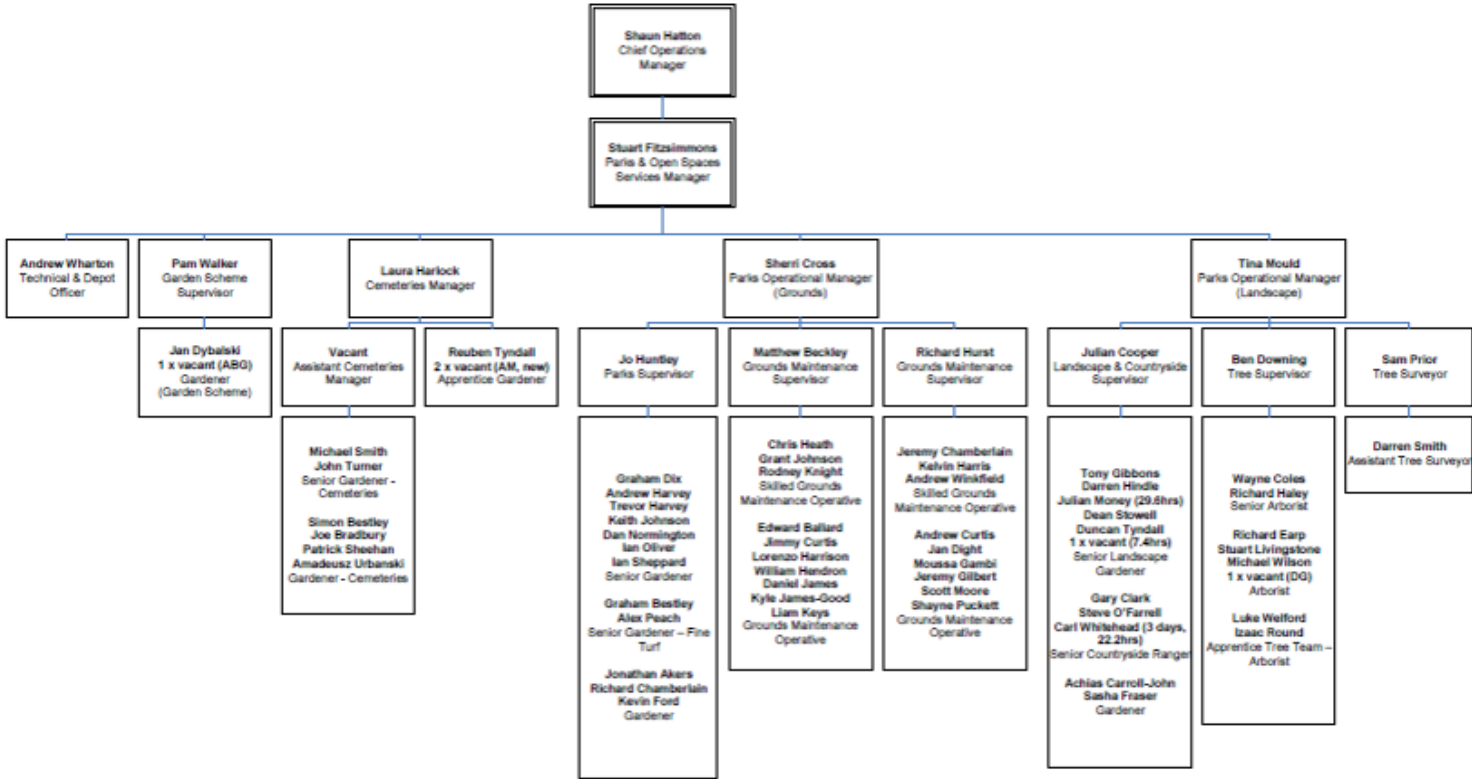 Shaun Hatton
Chief Operations
Manager
Stuart Fitzsimmons
Parks & Open Spaces
Services Manager
Andrew Wharton
Technical & Depot
Officer
Pam Walker
Garden Scheme
Supervisor
Laura Harlock
Cemeteries Manager
Sherri Cross
Parks Operational Manager
(Grounds)
Tina Mould
Parks Operational Manager
(Landscape)
Jan Dybalski
1 x vacant (ABG)
Gardener
(Garden Scheme)
Vacant
Assistant Cemeteries
Manager
Reuben Tyndall
2 x vacant (AM, new)
Apprentice Gardener
Jo Huntley
Parks Supervisor
Matthew Beckley
Grounds Maintenance
Supervisor
Richard Hurst
Grounds Maintenance
Supervisor
Julian Cooper
Landscape & Countryside
Supervisor
Ben Downing
Tree Supervisor
Sam Prior
Tree Surveyor
Michael Smith
John Turner
Senior Gardener -
Cemeteries
Simon Bestley
Joe Bradbury
Patrick Sheehan
Amadeusz Urbanski
Gardener - Cemeteries
Graham Dix
Andrew Harvey
Trevor Harvey
Keith Johnson
Dan Normington
Ian Oliver
Ian Sheppard
Senior Gardener
Graham Bestley
Alex Peach
Senior Gardener – Fine
Turf
Jonathan Akers
Richard Chamberlain
Kevin Ford
Gardener
Chris Heath
Grant Johnson
Rodney Knight
Skilled Grounds
Maintenance Operative
Edward Ballard
Jimmy Curtis
Lorenzo Harrison
William Hendron
Daniel James
Kyle James-Good
Liam Keys
Grounds Maintenance
Operative
Jeremy Chamberlain
Kelvin Harris
Andrew Winkfield
Skilled Grounds
Maintenance Operative
Andrew Curtis
Jan Dight
Moussa Gambi
Jeremy Gilbert
Scott Moore
Shayne Puckett
Grounds Maintenance
Operative
Tony Gibbons
Darren Hindle
Julian Money (29.6hrs)
Dean Stowell
Duncan Tyndall
1 x vacant (7.4hrs)
Senior Landscape
Gardener
Gary Clark
Steve O'Farrell
Carl Whitehead (3 days,
22.2hrs)
Senior Countryside Ranger
Achias Carroll-John
Sasha Fraser
Gardener
Wayne Coles
Richard Haley
Senior Arborist
Richard Earp
Stuart Livingstone
Michael Wilson
1 x vacant (DG)
Arborist
Luke Welford
Izaac Round
Apprentice Tree Team –
Arborist
Darren Smith
Assistant Tree Surveyor